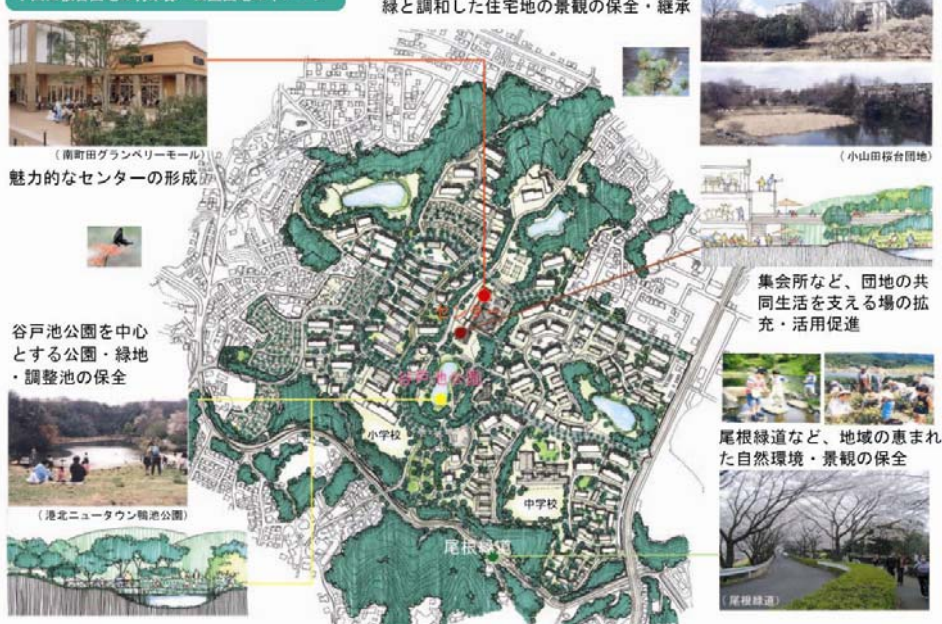 緑と調和した住宅地の景観の保全・継承
（南町田グランベリーモール）
魅力的なセンターの形成
（小山田桜台団地）
集会所など、団地の共
同生活を支える場の拡
充・活用促進
谷戸池公園を中心
とする公園・緑地
・調整池の保全
谷戸池公園
小学校
中学校
尾根緑道
尾根緑道など、地域の恵まれ
た自然環境・景観の保全
（港北ニュータウン鴨池公園）
（尾根緑道）